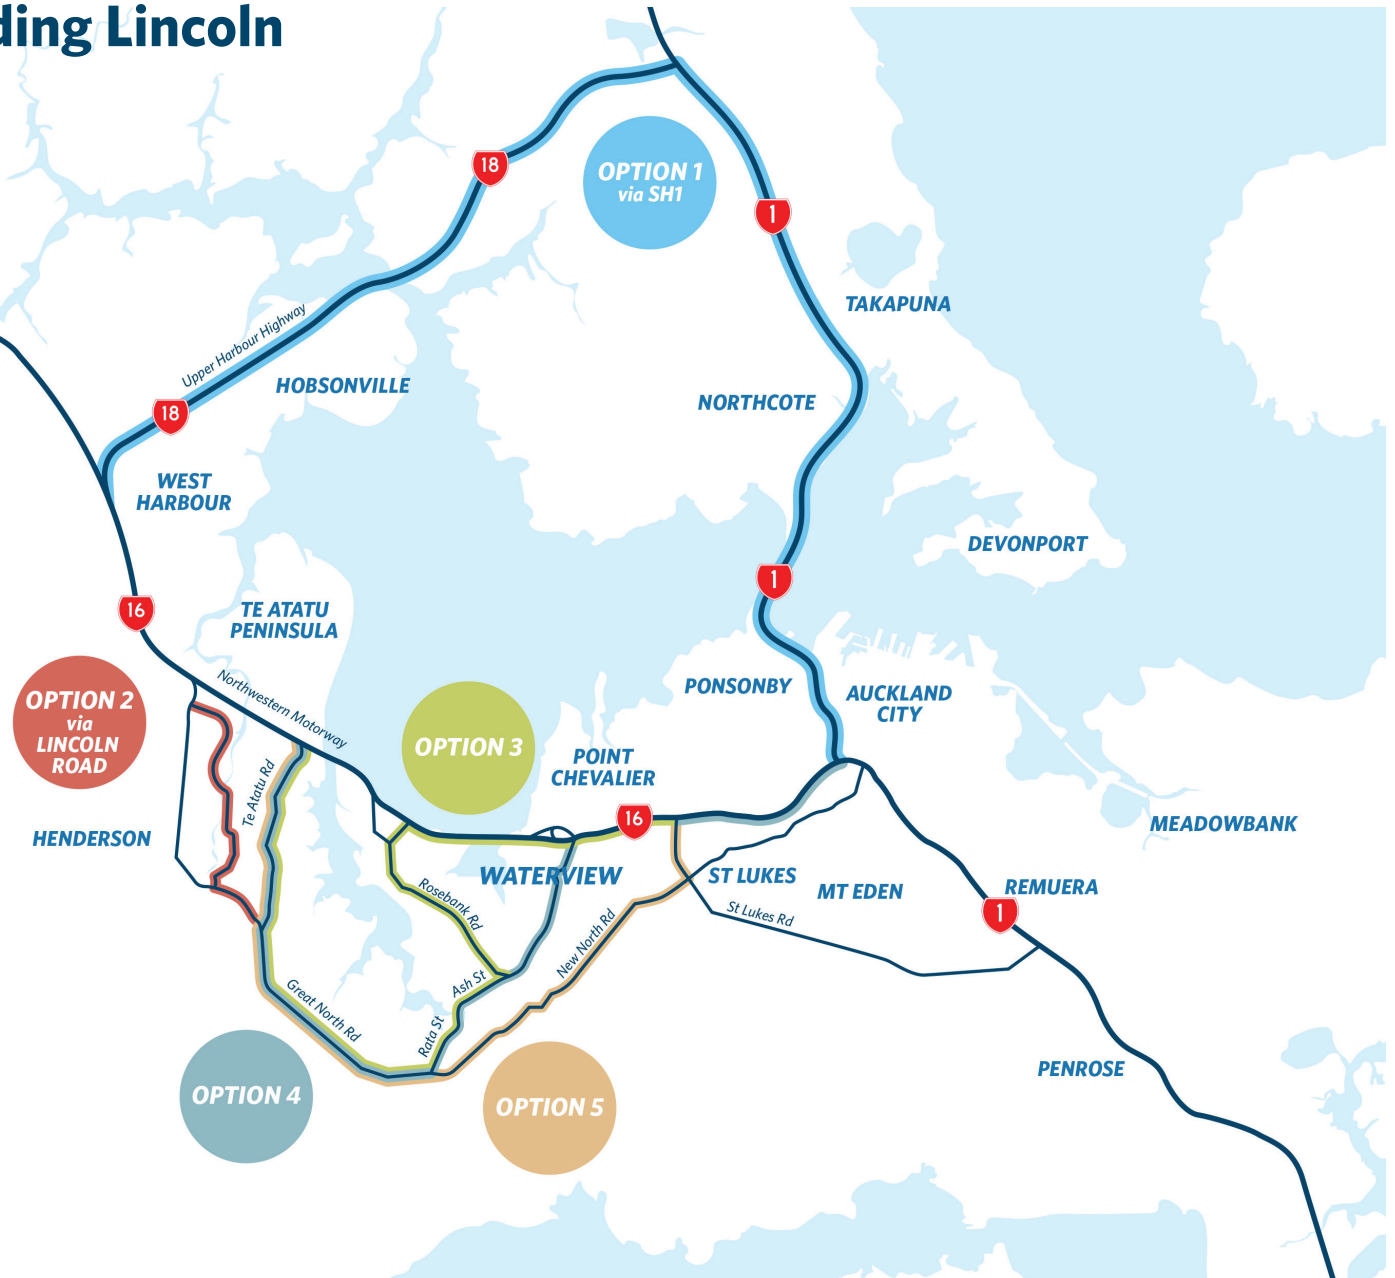 ding Lincoln
18
OPTION 1
via SH1
1
TAKAPUNA
Upper Harbour Highway
HOBSONVILLE
NORTHCOTE
18
WEST
HARBOUR
DEVONPORT
1
16
TE ATATU
PENINSULA
PONSONBY
AUCKLAND
CITY
OPTION 2
via
LINCOLN
ROAD
Northwestern Motorway
OPTION 3
POINT
CHEVALIER
Te Atatu Rd
16
HENDERSON
MEADOWBANK
WATERVIEW
ST LUKES
MT EDEN
REMUERA
1
Rosebank Rd
St Lukes Rd
New North Rd
Ash St
Great North Rd
Rata St
PENROSE
OPTION 4
OPTION 5